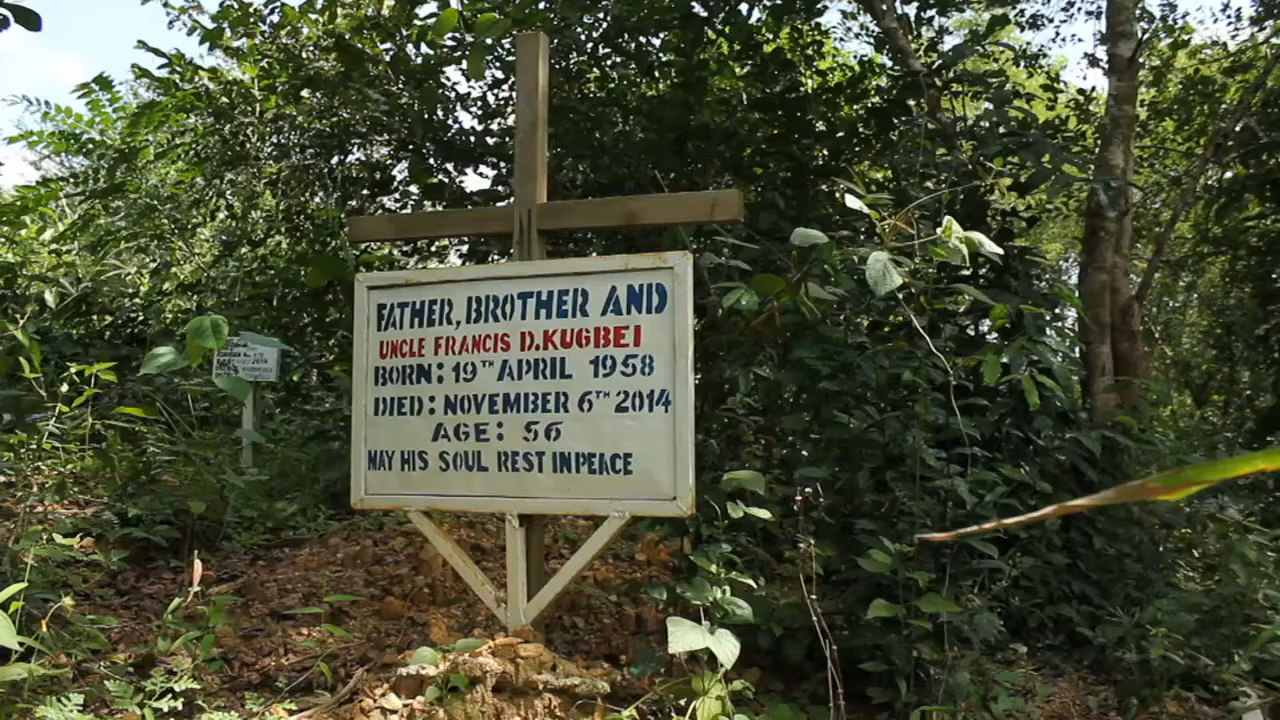 FATHER, BROTHER AND
UNCLE FRANCIS D. KUGBEI
BORN: 19TH APRIL 1958
DIED: NOVEMBER 6TH 2014
AGE: 56
MAY HIS SOUL REST IN PEACE